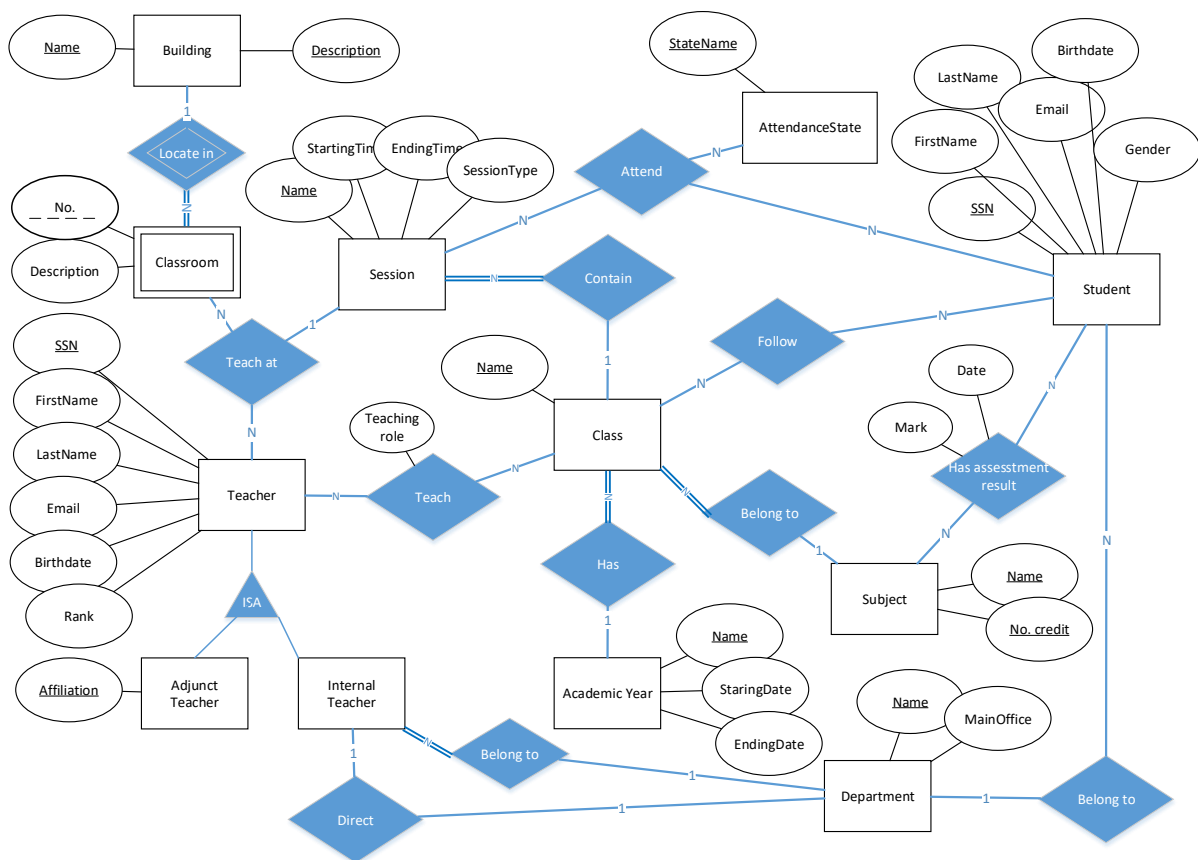 Name
Building
Description
StateName
Birthdate
LastName
Email
AttendanceState
FirstName
Gender
1
Locate in
StartingTime
EndingTime
SessionType
N
Attend
Name
SSN
No.
N
Description
Classroom
Session
N
N
N
Contain
Student
N
1
Teach at
Follow
N
SSN
1
Name
N
Date
FirstName
N
Teaching
role
Class
Mark
N
LastName
Teacher
N
Teach
N
N
N
Has assesstment
result
Email
Belong to
1
N
N
Birthdate
Has
Subject
Name
Rank
ISA
1
No. credit
Affiliation
Adjunct
Teacher
Internal
Teacher
Academic Year
Name
StaringDate
EndingDate
Name
MainOffice
1
N
Belong to
1
Department
1
Belong to
Direct
1